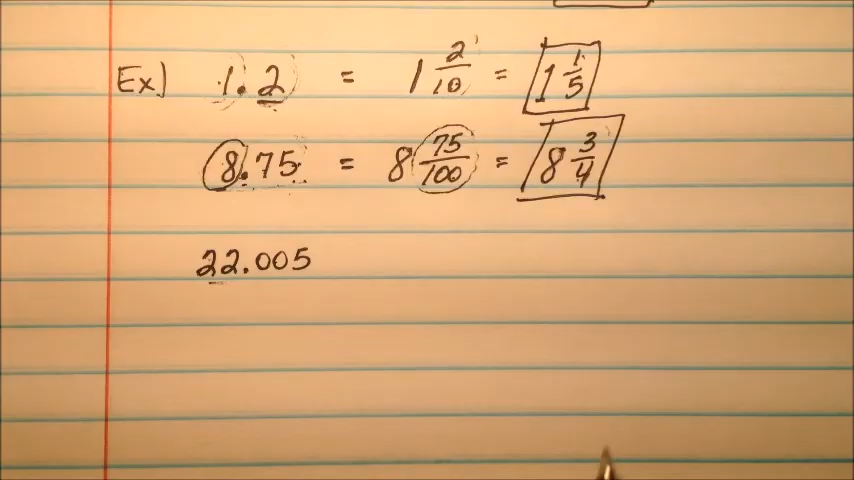 Ex) 1.2 = 1 2/10 = 1 1/5
8.75 = 8 75/100 = 8 3/4
22.005